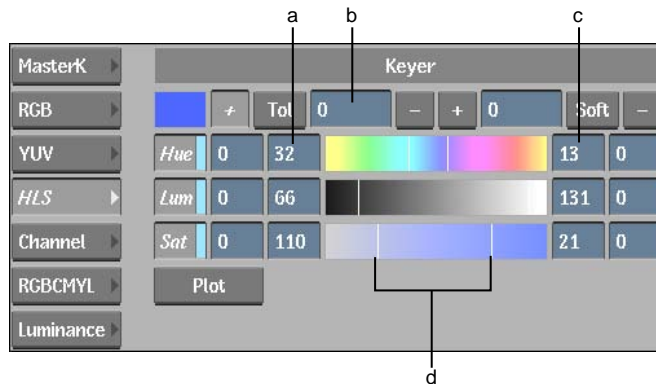 a b c
MasterK Keyer
RGB Tol 0 − + 0 Soft −
YUV Hue 0 32 13 0
HLS Lum 0 66 131 0
Channel Sat 0 110 21 0
RGBCMYL Plot
Luminance
d